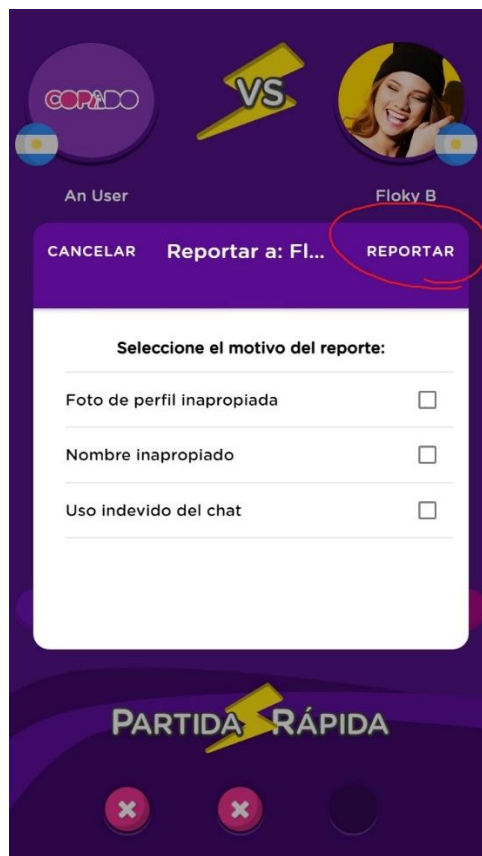 COPADO
VS
An User
Floky B
CANCELAR Reportar a: Fl... REPORTAR
Seleccione el motivo del reporte:
Foto de perfil inapropiada
Nombre inapropiado
Uso indevido del chat
PARTIDA RÁPIDA